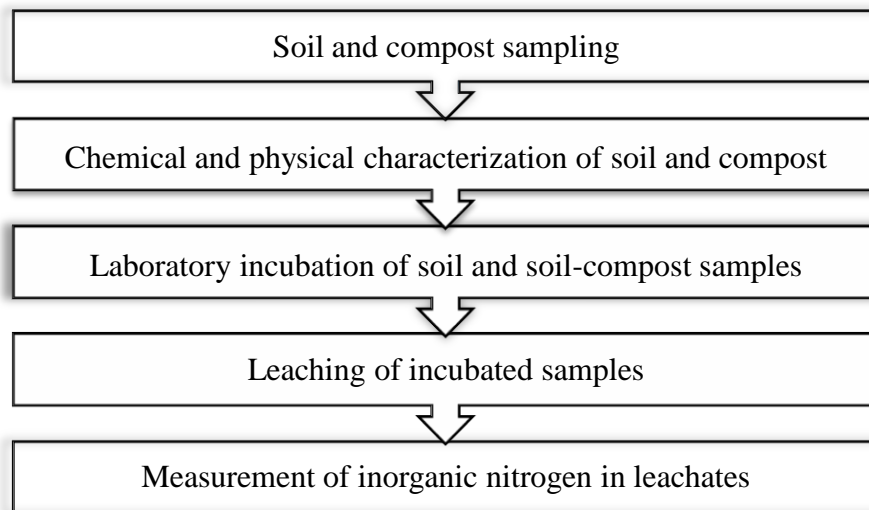 Soil and compost sampling
Chemical and physical characterization of soil and compost
Laboratory incubation of soil and soil-compost samples
Leaching of incubated samples
Measurement of inorganic nitrogen in leachates